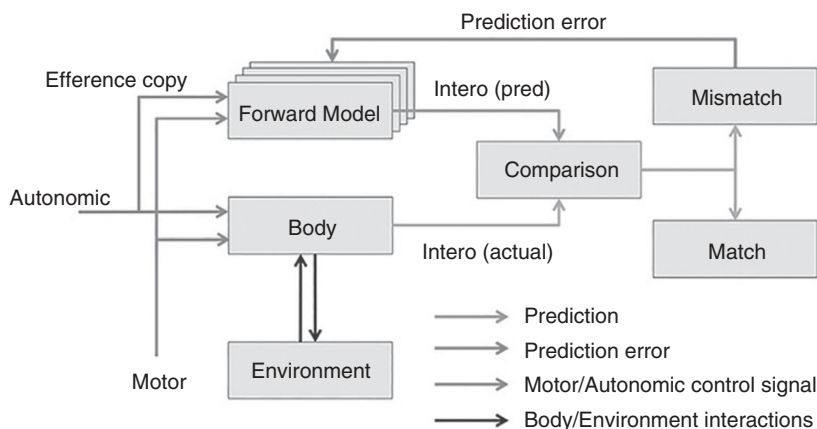 Prediction error
Efference copy
Forward Model
Intero (pred)
Mismatch
Comparison
Autonomic
Body
Intero (actual)
Match
Environment
Motor
Prediction
Prediction error
Motor/Autonomic control signal
Body/Environment interactions